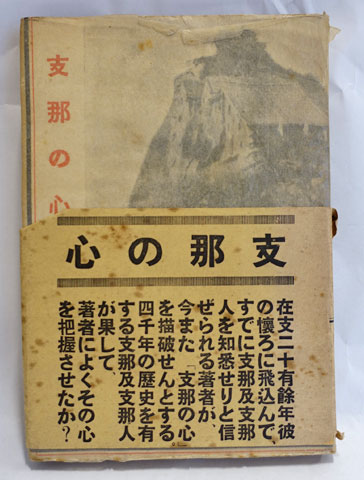 支那の心
支那の心
在支二十有餘年彼
の懷ろに飛込んで、
すでに支那及支那
人を知悉せりと信
ぜられる著者が、
今また「支那の心」
を描破せんとする
四千年の歷史を有
する支那及支那人
が果して
著者によくその心
を把握させたか？